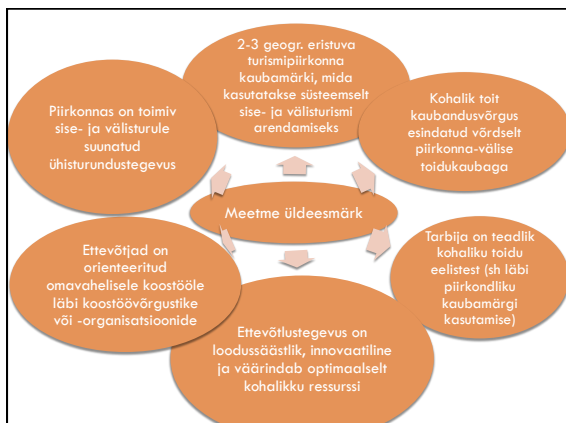 2-3 geogr. eristuva
turismipiirkonna
kaubamärki, mida
kasutatakse süsteemselt
sise- ja välisturismi
arendamiseks
Piirkonnas on toimiv
sise- ja välisturule
suunatud
ühisturundustegevus
Kohalik toit
kaubandusvõrgus
esindatud võrdselt
piirkonna-välise
toidukaubaga
Meetme üldeesmärk
Ettevõtjad on
orienteeritud
omavahelisele koostööle
läbi koostöövõrgustike
või -organisatsioonide
Tarbija on teadlik
kohaliku toidu
eelistest (sh läbi
piirkondliku
kaubamärgi
kasutamise)
Ettevõtlustegevus on
loodussäästlik, innovaatiline
ja väärindab optimaalselt
kohalikku ressurssi